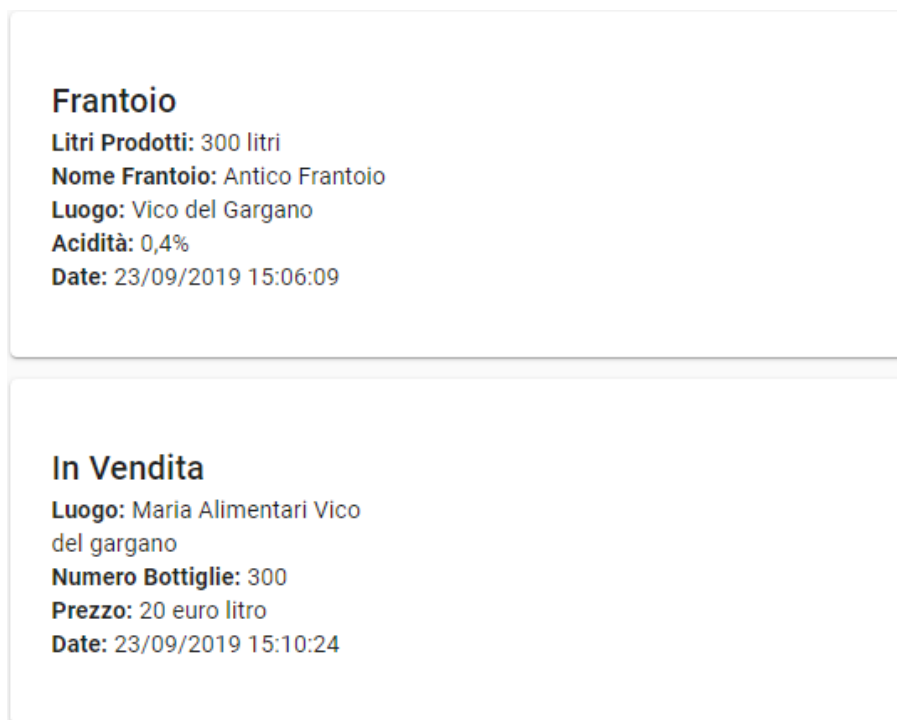 Frantoio
Litri Prodotti: 300 litri
Nome Frantoio: Antico Frantoio
Luogo: Vico del Gargano
Acidità: 0,4%
Date: 23/09/2019 15:06:09
In Vendita
Luogo: Maria Alimentari Vico
del gargano
Numero Bottiglie: 300
Prezzo: 20 euro litro
Date: 23/09/2019 15:10:24